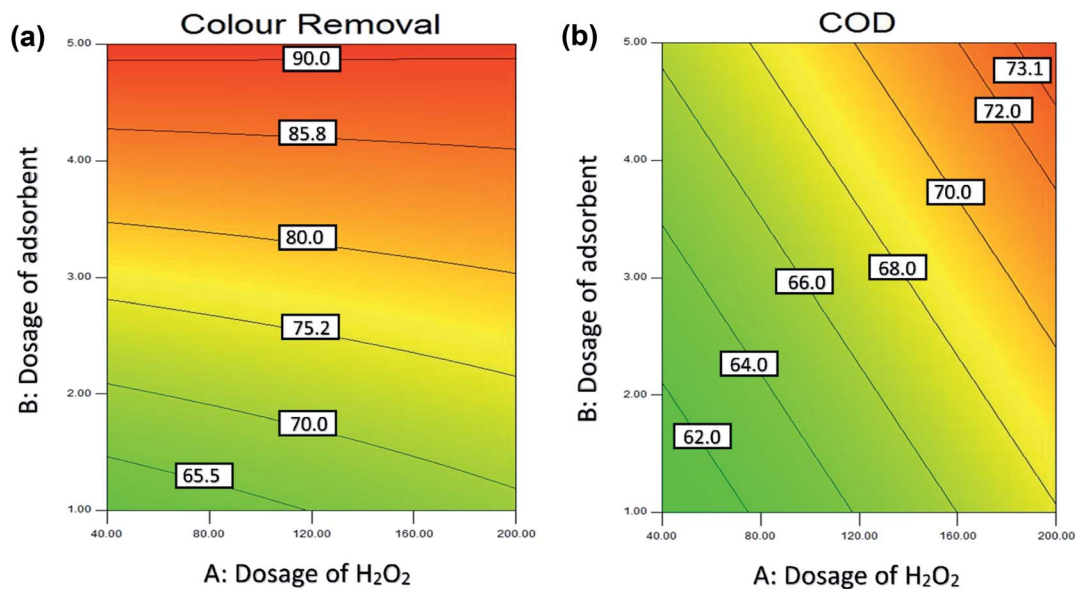 (a)
Colour Removal
B: Dosage of adsorbent
5.00
4.00
3.00
2.00
1.00
90.0
85.8
80.0
75.2
70.0
65.5
40.00 80.00 120.00 160.00 200.00
A: Dosage of H₂O₂
(b)
COD
B: Dosage of adsorbent
5.00
4.00
3.00
2.00
1.00
73.1
72.0
70.0
68.0
66.0
64.0
62.0
40.00 80.00 120.00 160.00 200.00
A: Dosage of H₂O₂